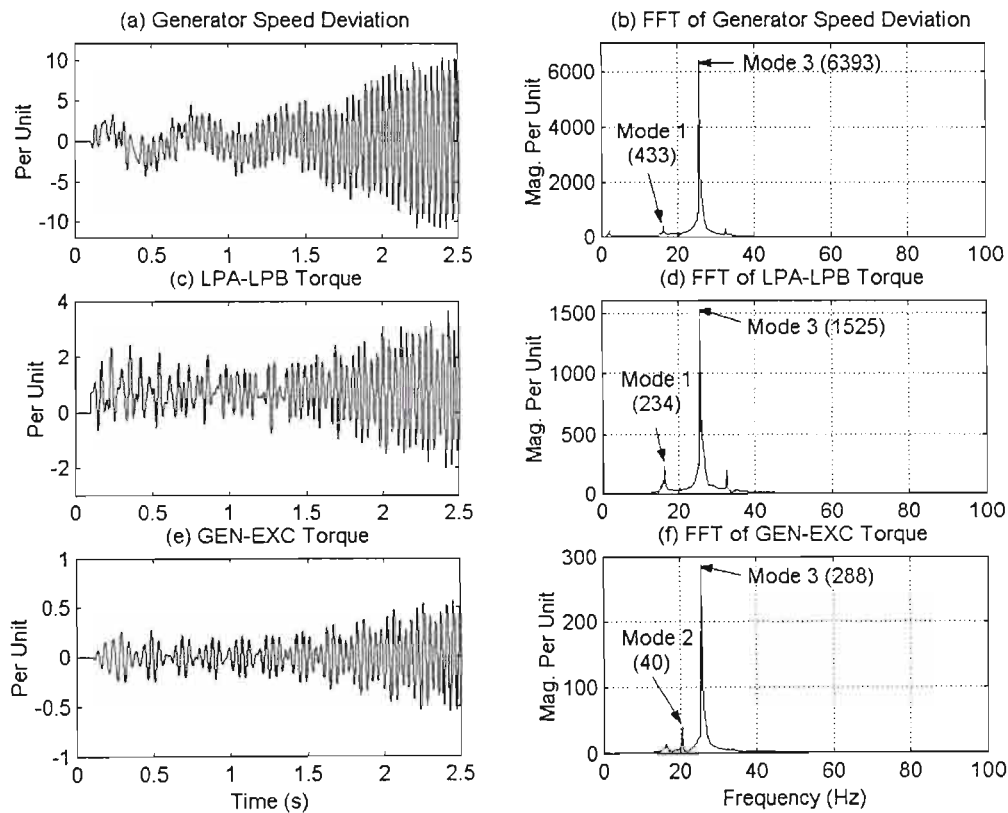 (a) Generator Speed Deviation
10
5
0
-5
-10
Per Unit
0 0.5 1 1.5 2 2.5
(b) FFT of Generator Speed Deviation
6000
4000
2000
0
Mag. Per Unit
Mode 3 (6393)
Mode 1
(433)
0 20 40 60 80 100
(c) LPA-LPB Torque
4
2
0
-2
Per Unit
0 0.5 1 1.5 2 2.5
(d) FFT of LPA-LPB Torque
1500
1000
500
0
Mag. Per Unit
Mode 3 (1525)
Mode 1
(234)
0 20 40 60 80 100
(e) GEN-EXC Torque
1
0.5
0
-0.5
-1
Per Unit
0 0.5 1 1.5 2 2.5
Time (s)
(f) FFT of GEN-EXC Torque
300
200
100
0
Mag. Per Unit
Mode 3 (288)
Mode 2
(40)
0 20 40 60 80 100
Frequency (Hz)